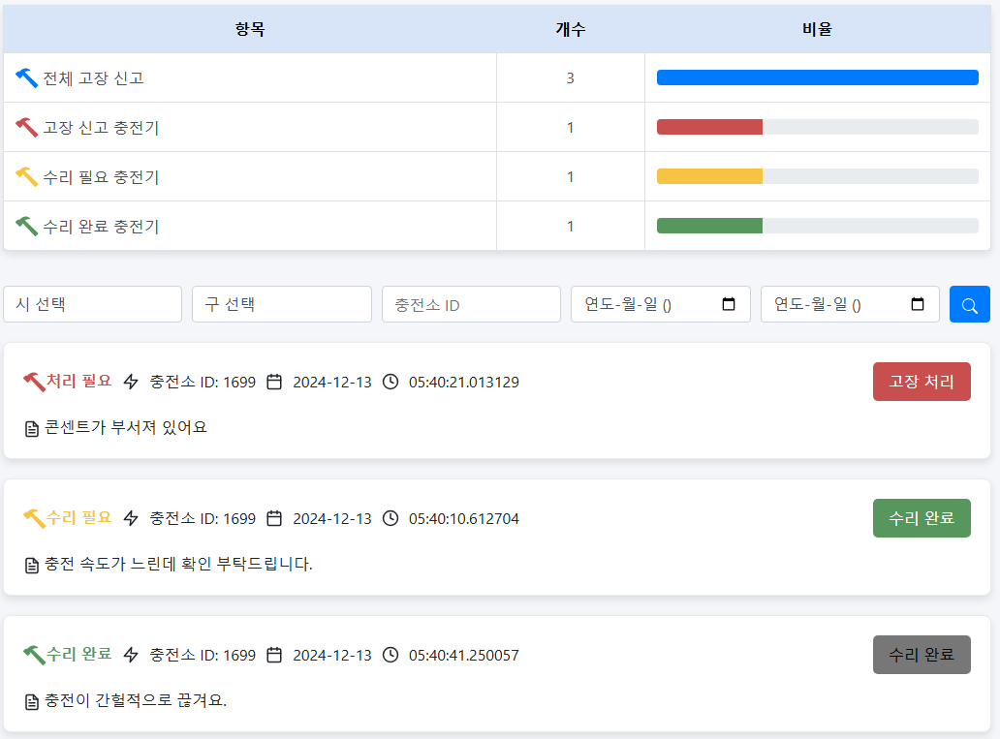 항목 개수 비율
전체 고장 신고 3
고장 신고 충전기 1
수리 필요 충전기 1
수리 완료 충전기 1
시 선택 구 선택 충전소 ID 연도-월-일 () 연도-월-일 ()
처리 필요 충전소 ID: 1699 2024-12-13 05:40:21.013129 고장 처리
콘센트가 부서져 있어요
수리 필요 충전소 ID: 1699 2024-12-13 05:40:10.612704 수리 완료
충전 속도가 느린데 확인 부탁드립니다.
수리 완료 충전소 ID: 1699 2024-12-13 05:40:41.250057 수리 완료
충전이 간헐적으로 끊겨요.